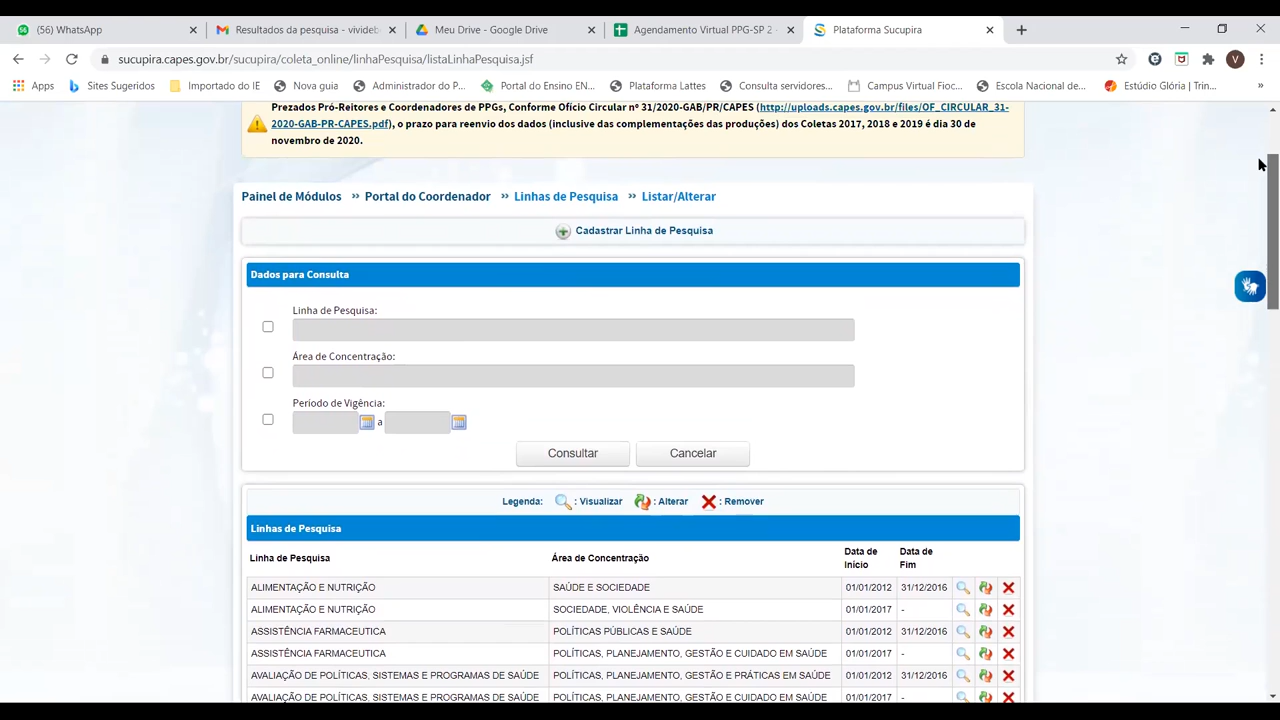 (56) WhatsApp
Resultados da pesquisa - vivideb
Meu Drive - Google Drive
Agendamento Virtual PPG-SP 2
Plataforma Sucupira
sucupira.capes.gov.br/sucupira/coleta_online/linhaPesquisa/listaLinhaPesquisa.jsf
V
Apps
Sites Sugeridos
Importado do IE
Nova guia
Administrador do P...
Portal do Ensino EN...
Plataforma Lattes
Consulta servidores...
Campus Virtual Fioc...
Escola Nacional de...
Estúdio Glória | Trin...
»
Prezados Pró-Reitores e Coordenadores de PPGs, Conforme Ofício Circular nº 31/2020-GAB/PR/CAPES (http://uploads.capes.gov.br/files/OF_CIRCULAR_31-
2020-GAB-PR-CAPES.pdf), o prazo para reenvio dos dados (inclusive das complementações das produções) dos Coletas 2017, 2018 e 2019 é dia 30 de
novembro de 2020.
Painel de Módulos » Portal do Coordenador » Linhas de Pesquisa » Listar/Alterar
Cadastrar Linha de Pesquisa
Dados para Consulta
Linha de Pesquisa:
Área de Concentração:
Período de Vigência:
a
Consultar Cancelar
Legenda: : Visualizar : Alterar : Remover
Linhas de Pesquisa
Linha de Pesquisa Área de Concentração Data de Início Data de Fim
ALIMENTAÇÃO E NUTRIÇÃO SAÚDE E SOCIEDADE 01/01/2012 31/12/2016
ALIMENTAÇÃO E NUTRIÇÃO SOCIEDADE, VIOLÊNCIA E SAÚDE 01/01/2017 -
ASSISTÊNCIA FARMACEUTICA POLÍTICAS PÚBLICAS E SAÚDE 01/01/2012 31/12/2016
ASSISTÊNCIA FARMACEUTICA POLÍTICAS, PLANEJAMENTO, GESTÃO E CUIDADO EM SAÚDE 01/01/2017 -
AVALIAÇÃO DE POLÍTICAS, SISTEMAS E PROGRAMAS DE SAÚDE POLÍTICAS, PLANEJAMENTO, GESTÃO E PRÁTICAS EM SAÚDE 01/01/2012 31/12/2016
AVALIAÇÃO DE POLÍTICAS, SISTEMAS E PROGRAMAS DE SAÚDE POLÍTICAS, PLANEJAMENTO, GESTÃO E CUIDADO EM SAÚDE 01/01/2017 -